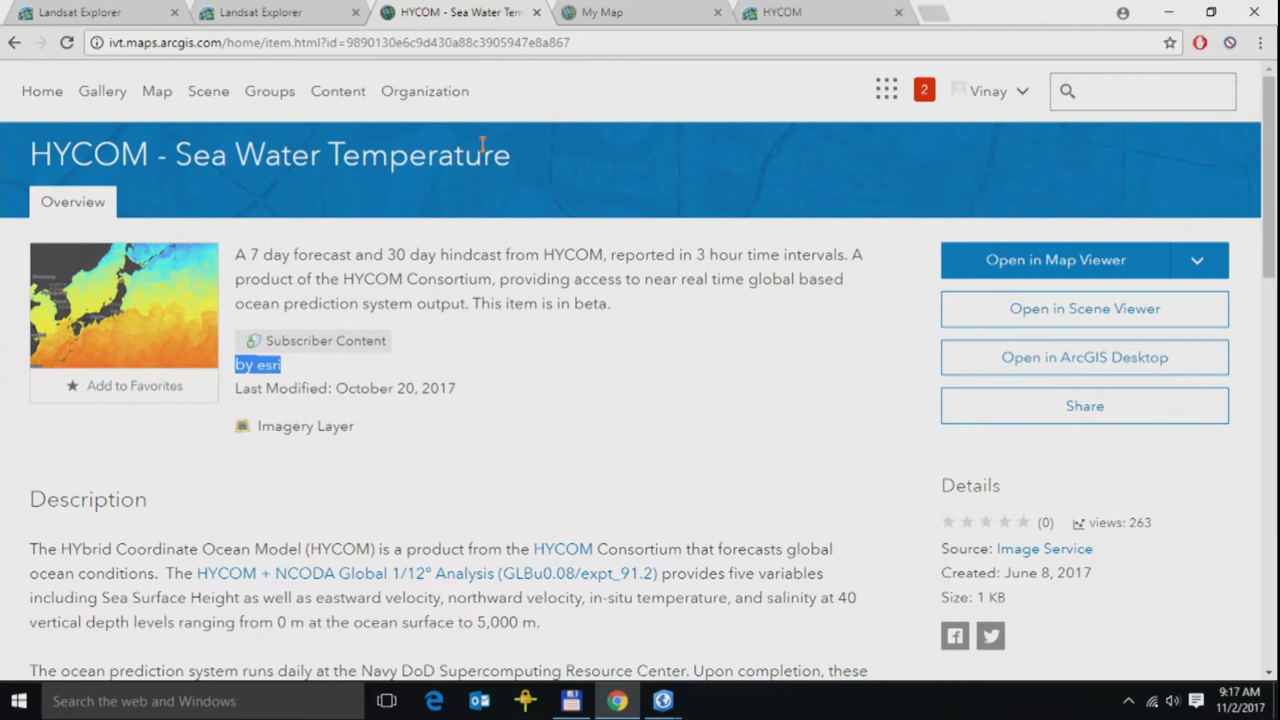 Landsat Explorer
Landsat Explorer
HYCOM - Sea Water Tem
My Map
HYCOM
ivt.maps.arcgis.com/home/item.html?id=9890130e6c9d430a88c3905947e8a867
Home Gallery Map Scene Groups Content Organization
2
Vinay
HYCOM - Sea Water Temperature
Overview
A 7 day forecast and 30 day hindcast from HYCOM, reported in 3 hour time intervals. A
product of the HYCOM Consortium, providing access to near real time global based
ocean prediction system output. This item is in beta.
Subscriber Content
by esri
Last Modified: October 20, 2017
Imagery Layer
★ Add to Favorites
Open in Map Viewer
Open in Scene Viewer
Open in ArcGIS Desktop
Share
Description
The HYbrid Coordinate Ocean Model (HYCOM) is a product from the HYCOM Consortium that forecasts global
ocean conditions. The HYCOM + NCODA Global 1/12° Analysis (GLBu0.08/expt_91.2) provides five variables
including Sea Surface Height as well as eastward velocity, northward velocity, in-situ temperature, and salinity at 40
vertical depth levels ranging from 0 m at the ocean surface to 5,000 m.
The ocean prediction system runs daily at the Navy DoD Supercomputing Resource Center. Upon completion, these
Details
(0) views: 263
Source: Image Service
Created: June 8, 2017
Size: 1 KB
Search the web and Windows
9:17 AM
11/2/2017